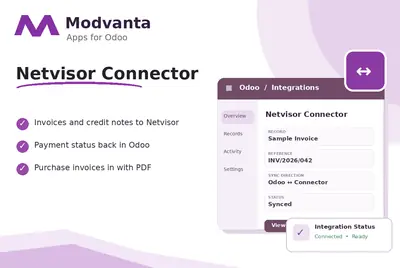 Modvanta
Apps for Odoo
Netvisor Connector
Invoices and credit notes to Netvisor
Payment status back in Odoo
Purchase invoices in with PDF
Odoo / Integrations
Overview
Records
Activity
Settings
Netvisor Connector
RECORD
Sample Invoice
REFERENCE
INV/2026/042
SYNC DIRECTION
Odoo ↔ Connector
STATUS
Synced
View
Integration Status
Connected • Ready